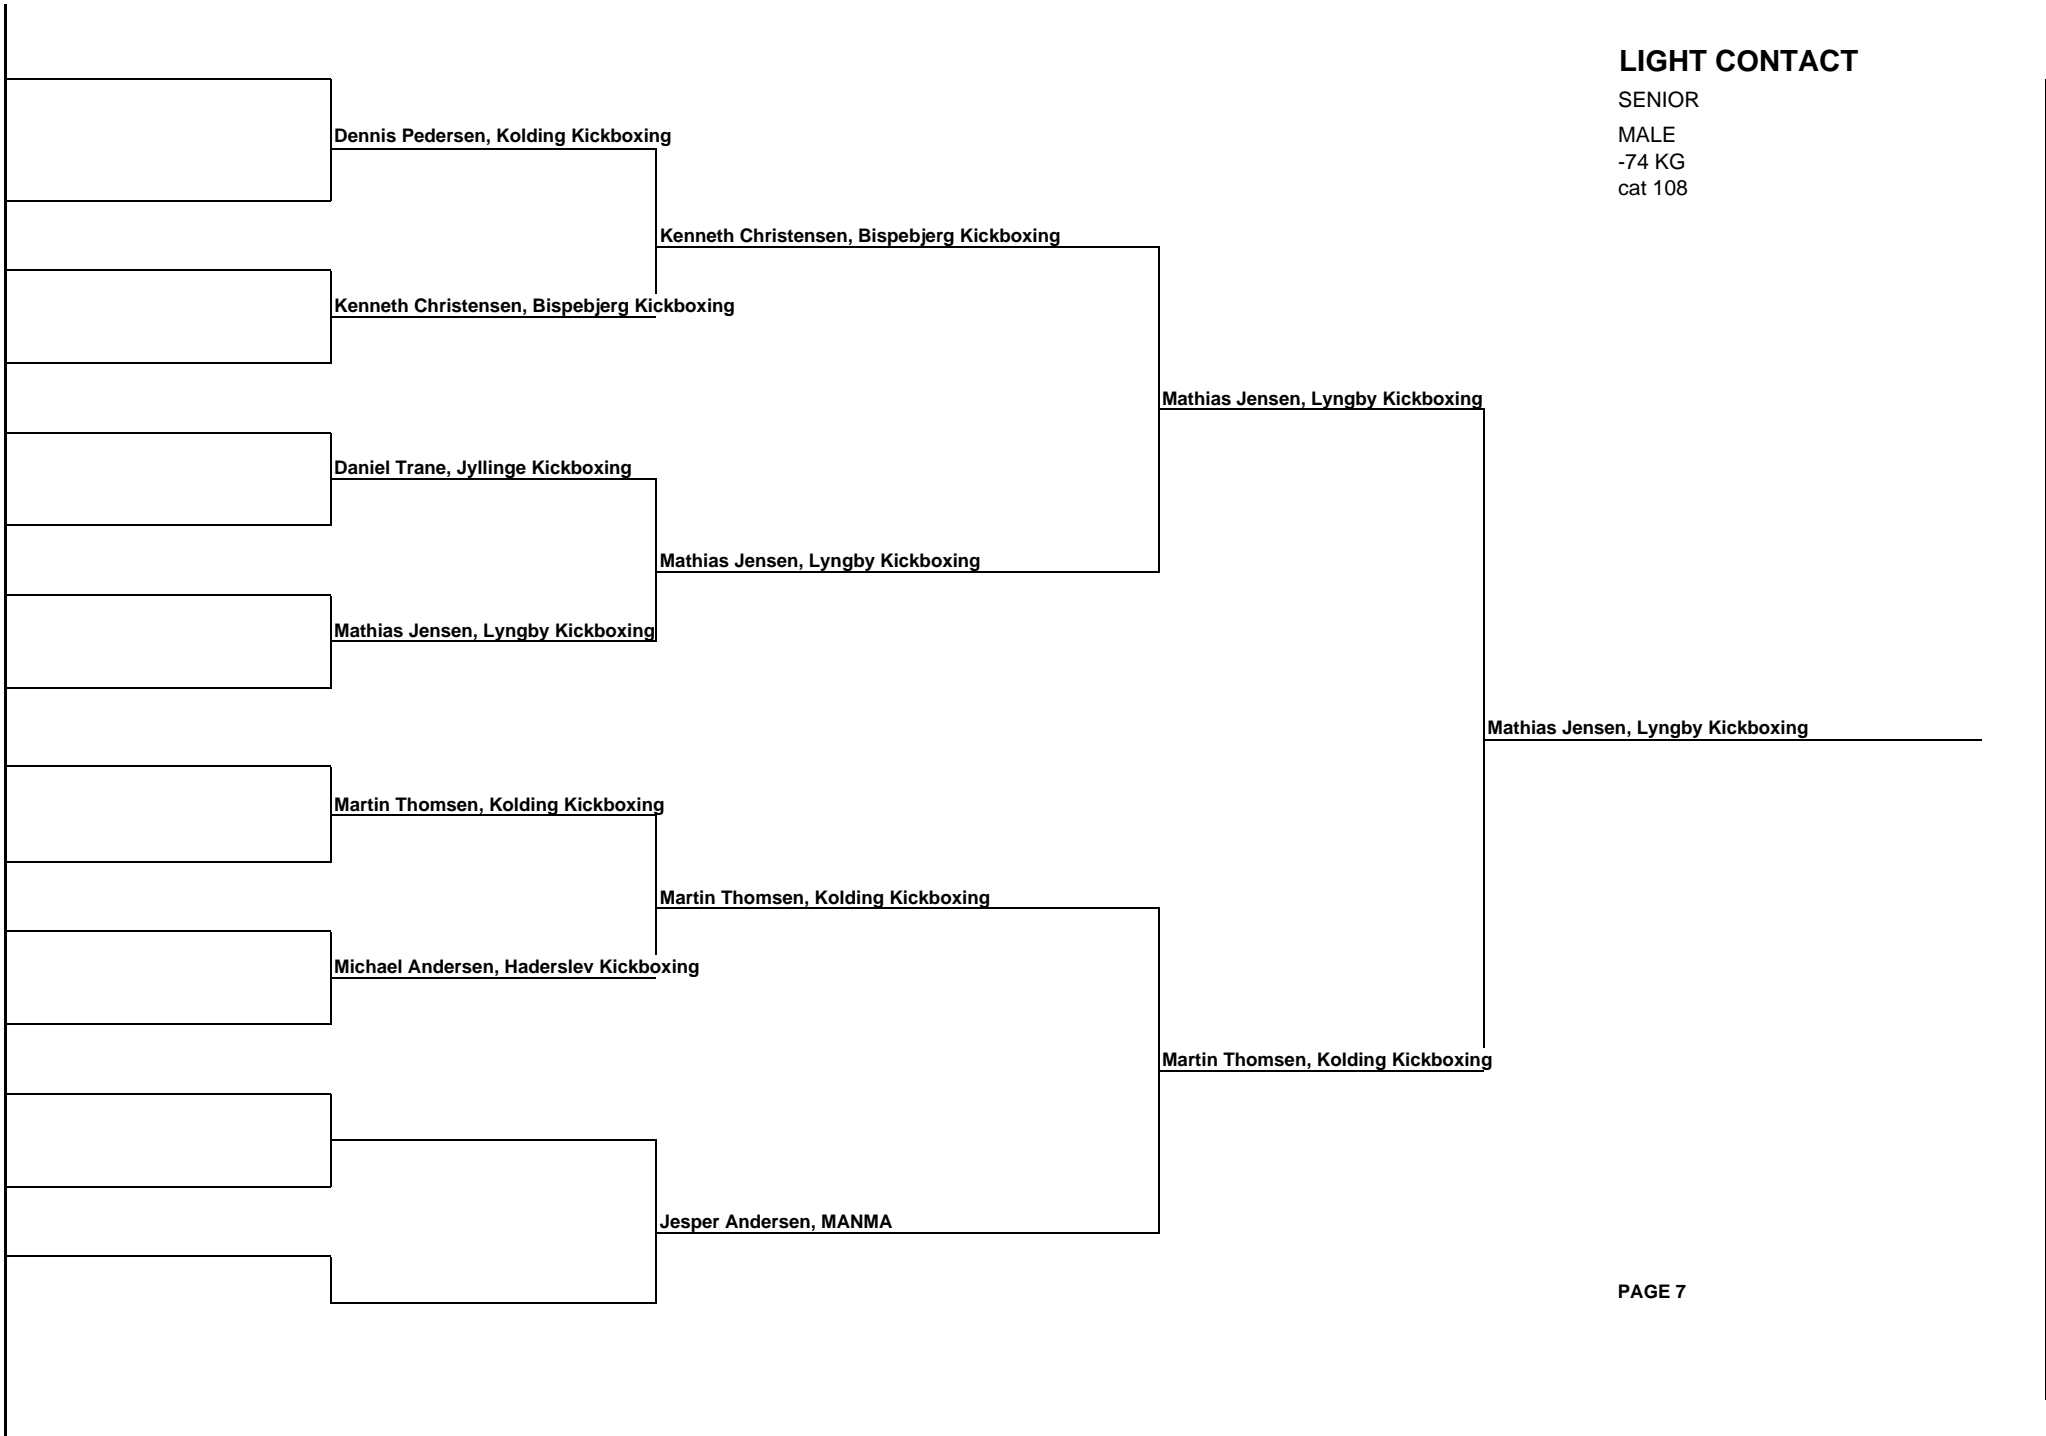 LIGHT CONTACT
SENIOR
MALE
-74 KG
cat 108
Dennis Pedersen, Kolding Kickboxing
Kenneth Christensen, Bispebjerg Kickboxing
Kenneth Christensen, Bispebjerg Kickboxing
Mathias Jensen, Lyngby Kickboxing
Daniel Trane, Jyllinge Kickboxing
Mathias Jensen, Lyngby Kickboxing
Mathias Jensen, Lyngby Kickboxing
Mathias Jensen, Lyngby Kickboxing
Martin Thomsen, Kolding Kickboxing
Martin Thomsen, Kolding Kickboxing
Michael Andersen, Haderslev Kickboxing
Martin Thomsen, Kolding Kickboxing
Jesper Andersen, MANMA
PAGE 7